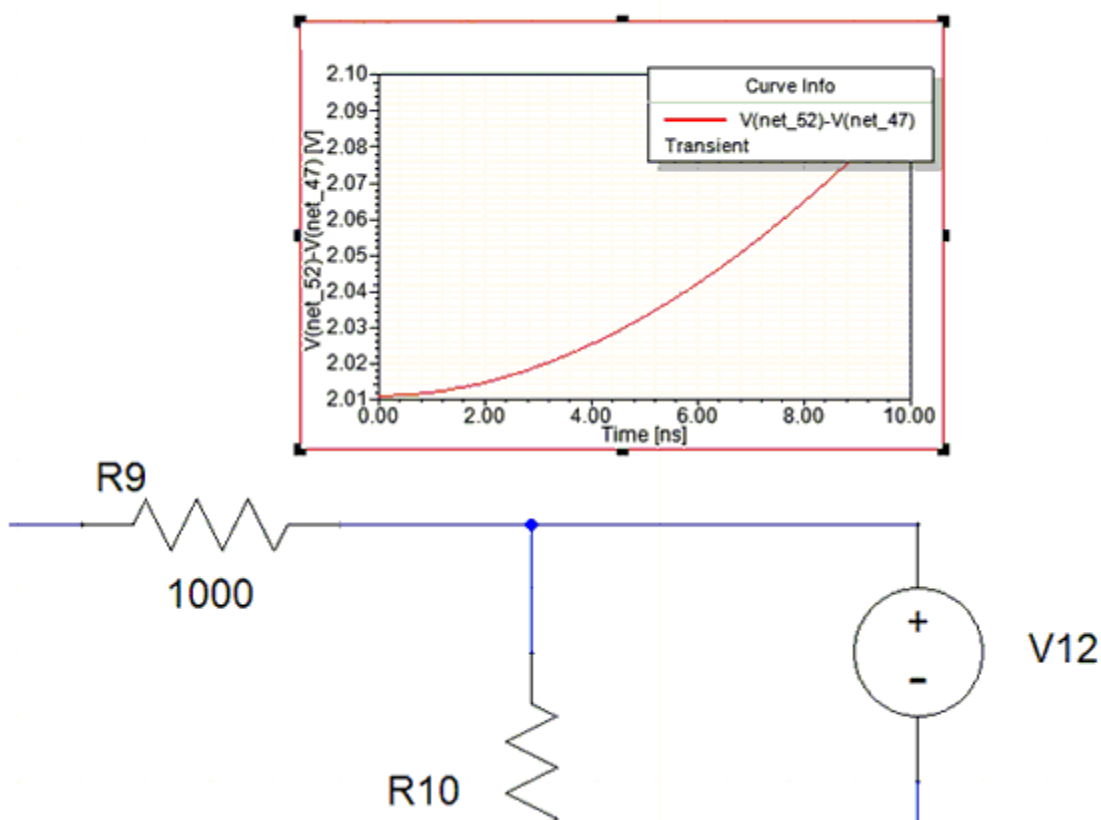 V(net_52)-V(net_47) [V]
2.10
2.09
2.08
2.07
2.06
2.05
2.04
2.03
2.02
2.01
Curve Info
V(net_52)-V(net_47)
Transient
0.00 2.00 4.00 6.00 8.00 10.00
Time [ns]
R9
1000
+
-
V12
R10